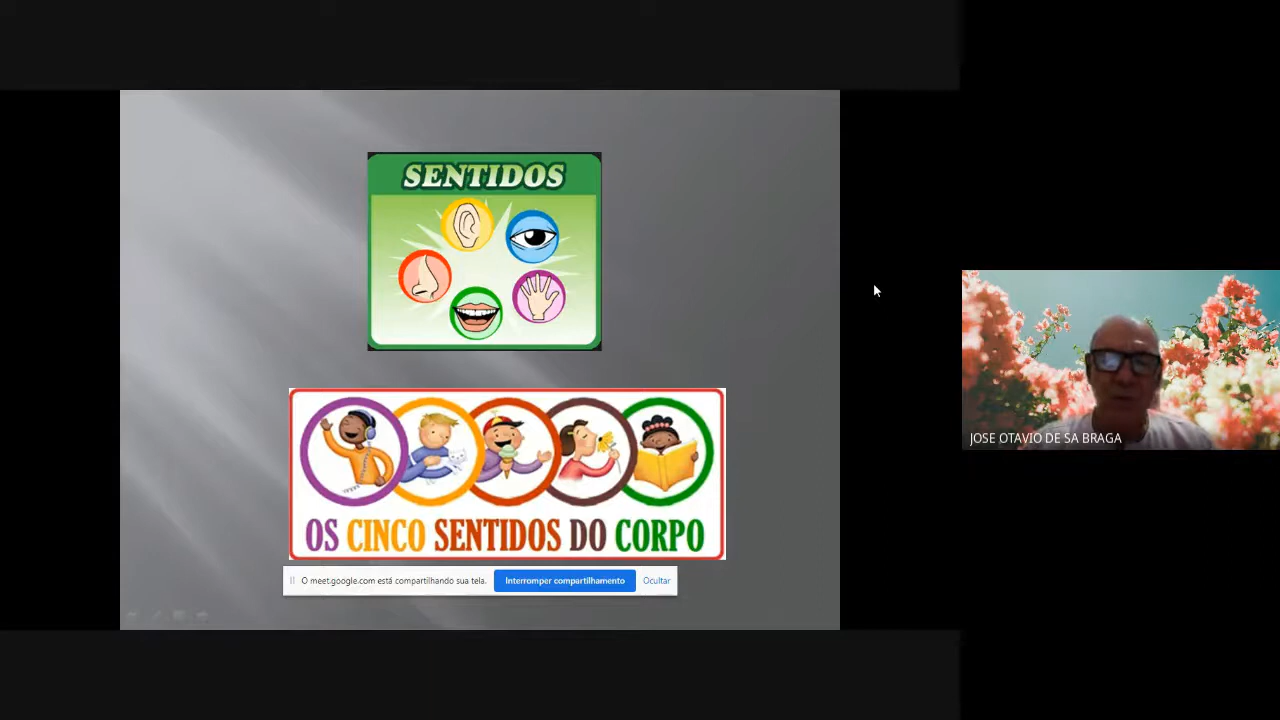 SENTIDOS
OS CINCO SENTIDOS DO CORPO
O meet.google.com está compartilhando sua tela. Interromper compartilhamento Ocultar
JOSE OTAVIO DE SA BRAGA